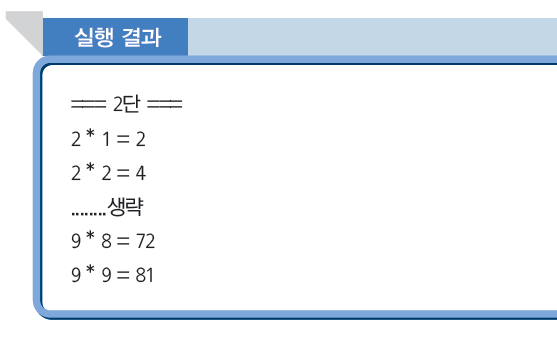 실행 결과
=== 2단 ===
2 * 1 = 2
2 * 2 = 4
........생략
9 * 8 = 72
9 * 9 = 81